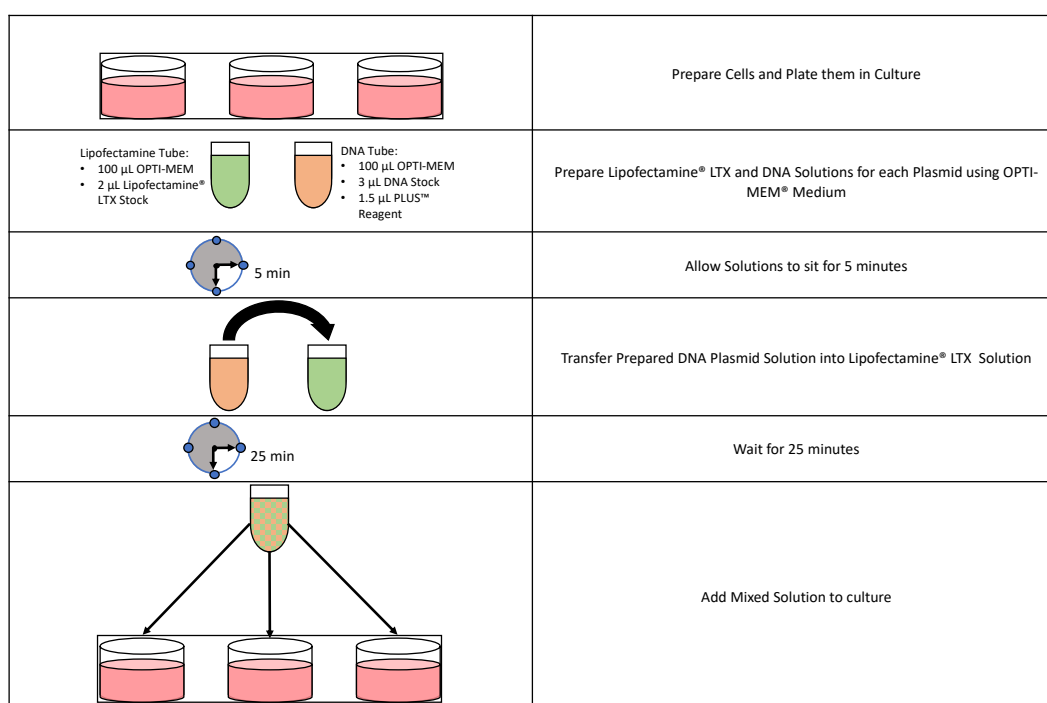 Prepare Cells and Plate them in Culture
Lipofectamine Tube:
• 100 µL OPTI-MEM
• 2 µL Lipofectamine®
LTX Stock
DNA Tube:
• 100 µL OPTI-MEM
• 3 µL DNA Stock
• 1.5 µL PLUS™
Reagent
Prepare Lipofectamine® LTX and DNA Solutions for each Plasmid using OPTI-
MEM® Medium
5 min
Allow Solutions to sit for 5 minutes
Transfer Prepared DNA Plasmid Solution into Lipofectamine® LTX Solution
25 min
Wait for 25 minutes
Add Mixed Solution to culture